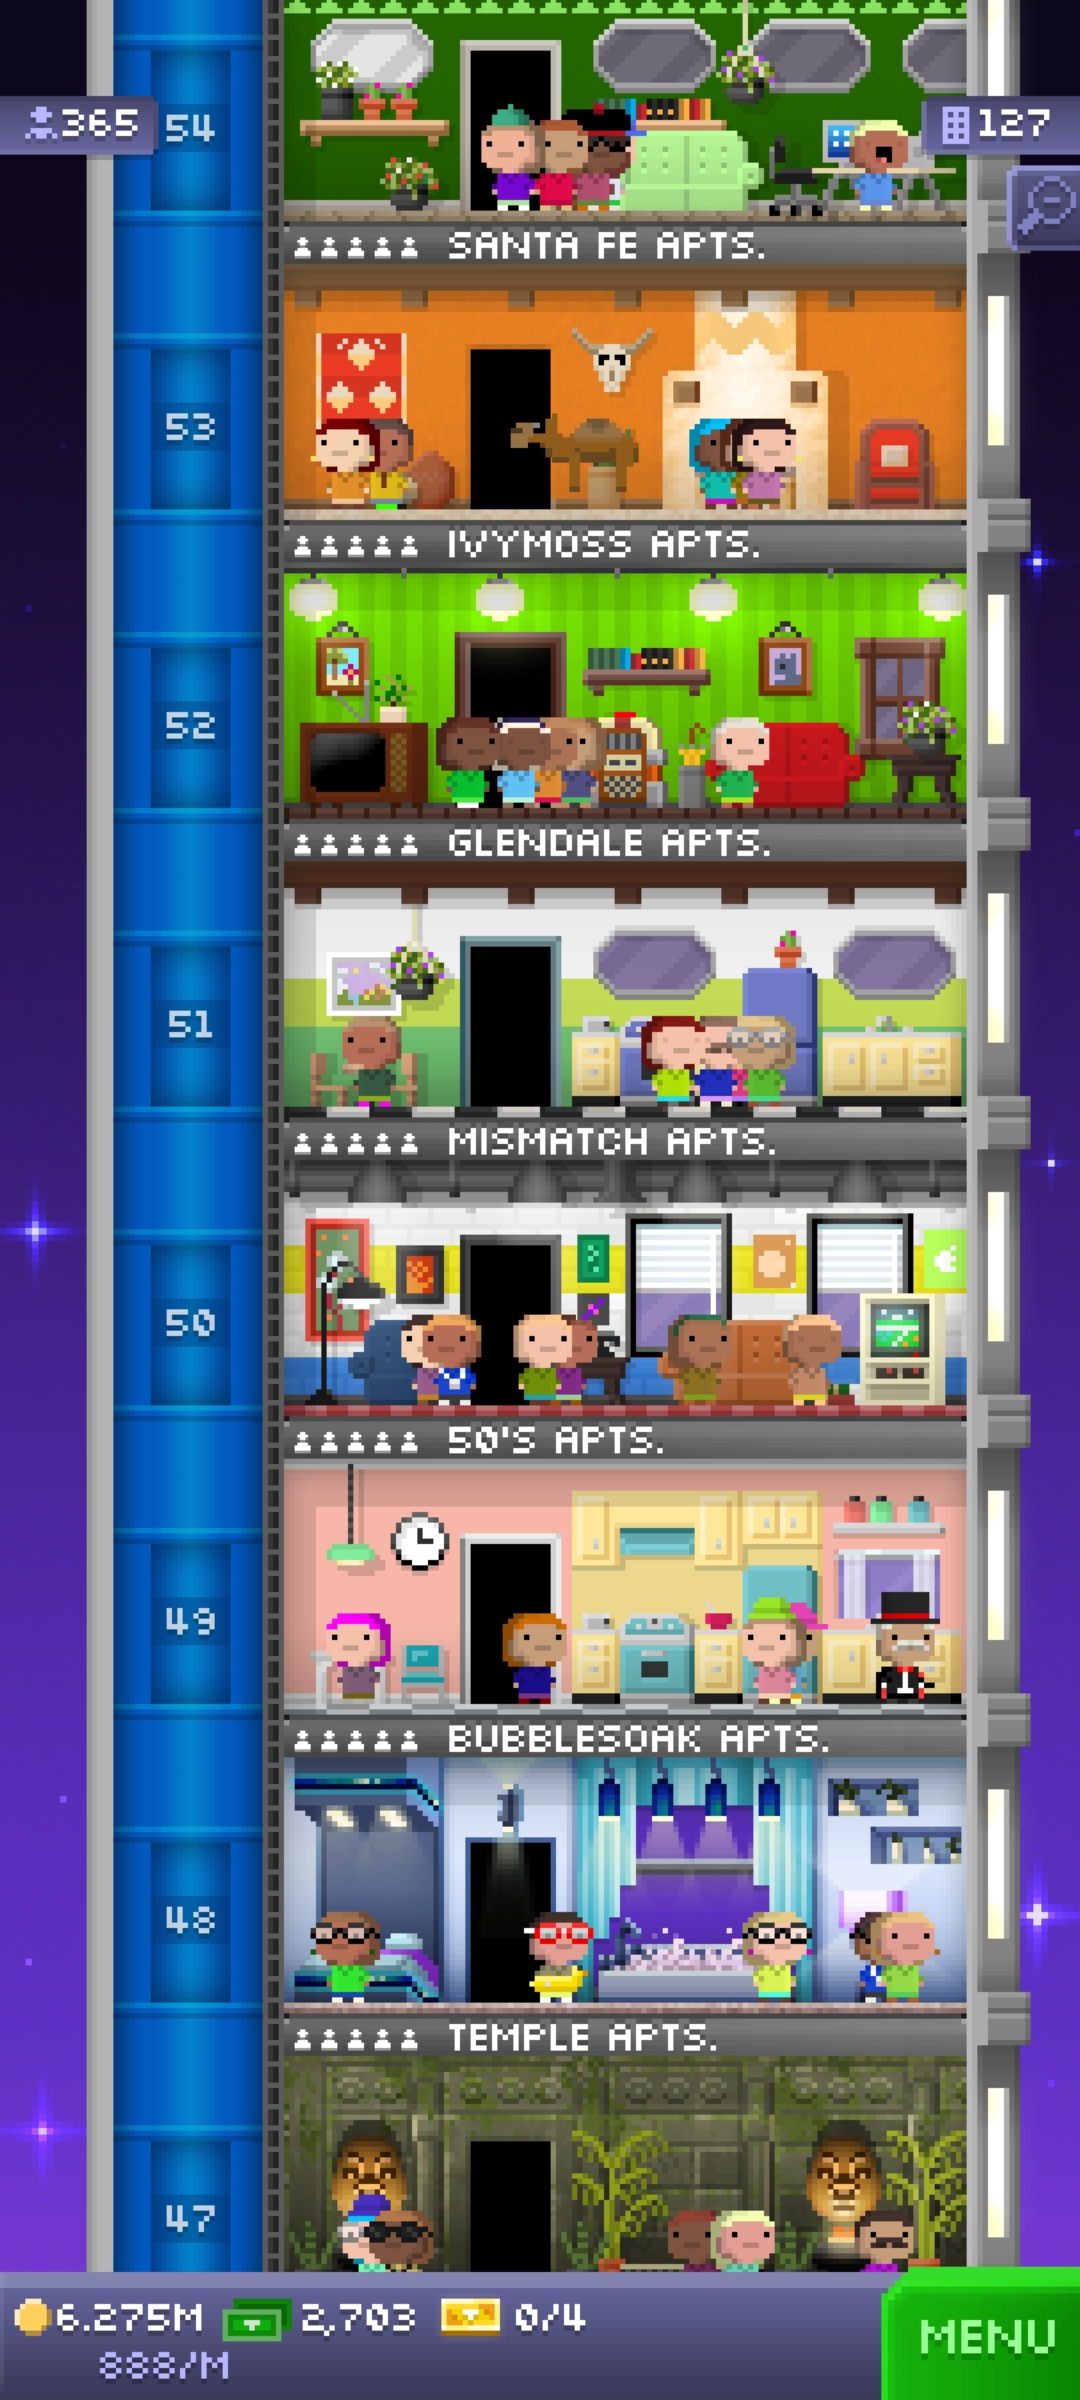 365
54
127
SANTA FE APTS.
53
IVYMOSS APTS.
52
GLENDALE APTS.
51
MISMATCH APTS.
50
50'S APTS.
49
BUBBLESOAK APTS.
48
TEMPLE APTS.
47
6.275M 2,703 0/4
888/M
MENU